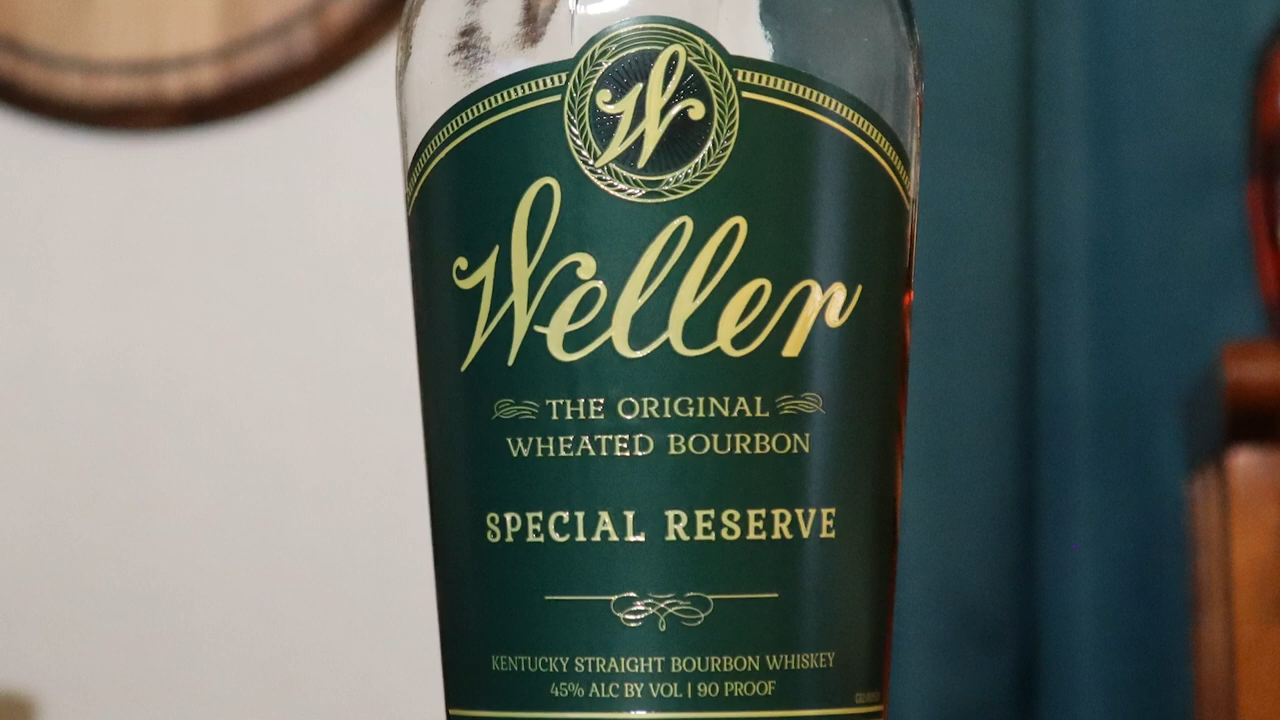 W
Weller
THE ORIGINAL
WHEATED BOURBON
SPECIAL RESERVE
KENTUCKY STRAIGHT BOURBON WHISKEY
45% ALC BY VOL | 90 PROOF